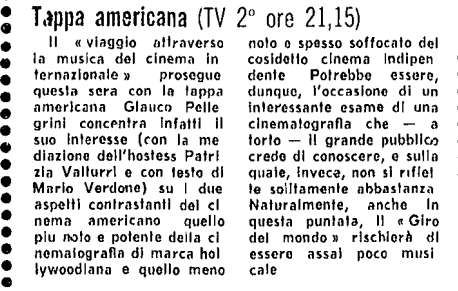 Tappa americana (TV 2° ore 21,15)
Il « viaggio attraverso
la musica del cinema in
ternazionale » prosegue
questa sera con la tappa
americana Glauco Pelle
grini concentra infatti il
suo interesse (con la me
diazione dell'hostess Patri
zia Valturri e con testo di
Mario Verdone) su i due
aspetti contrastanti del ci
nema americano quello
piu noto e potente della ci
nematografia di marca hol
lywoodiana e quello meno
noto e spesso soffocato del
cosidetto cinema indipen
dente Potrebbe essere,
dunque, l'occasione di un
interessante esame di una
cinematografia che — a
torto — il grande pubblico
crede di conoscere, e sulla
quale, invece, non si riflet
te solitamente abbastanza
Naturalmente, anche in
questa puntata, il « Giro
del mondo » rischierà di
essere assai poco musi
cale